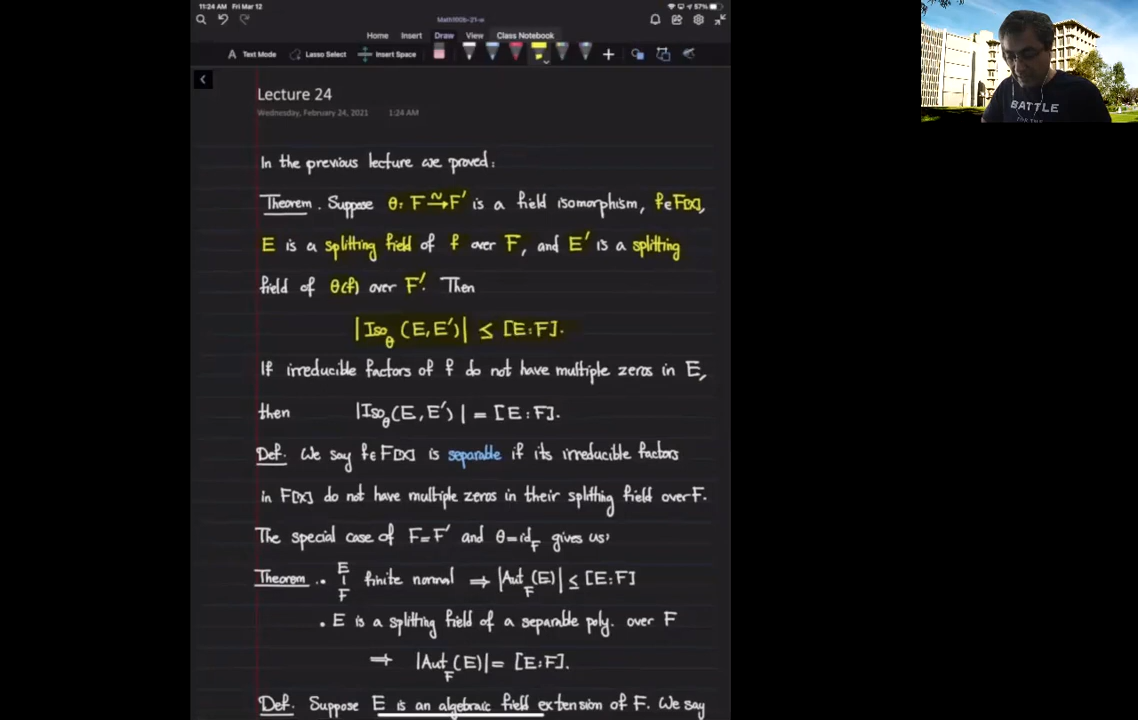 11:24 AM Fri Mar 12
57%
Math100b-21-w
Home Insert Draw View Class Notebook
Text Mode Lasso Select Insert Space
Lecture 24
Wednesday, February 24, 2021 1:24 AM
In the previous lecture we proved:
Theorem. Suppose θ: F ⥲ F' is a field isomorphism, f∈F[x],
E is a splitting field of f over F, and E' is a splitting
field of θ(f) over F'. Then
|Iso_θ (E,E')| ≤ [E:F].
If irreducible factors of f do not have multiple zeros in E,
then |Iso_θ(E,E')| = [E:F].
Def. We say f∈F[x] is separable if its irreducible factors
in F[x] do not have multiple zeros in their splitting field over F.
The special case of F=F' and θ=id_F gives us:
Theorem. • E/F finite normal ⇒ |Aut_F(E)| ≤ [E:F]
• E is a splitting field of a separable poly. over F
⇒ |Aut_F(E)| = [E:F].
Def. Suppose E is an algebraic field extension of F. We say
BATTLE